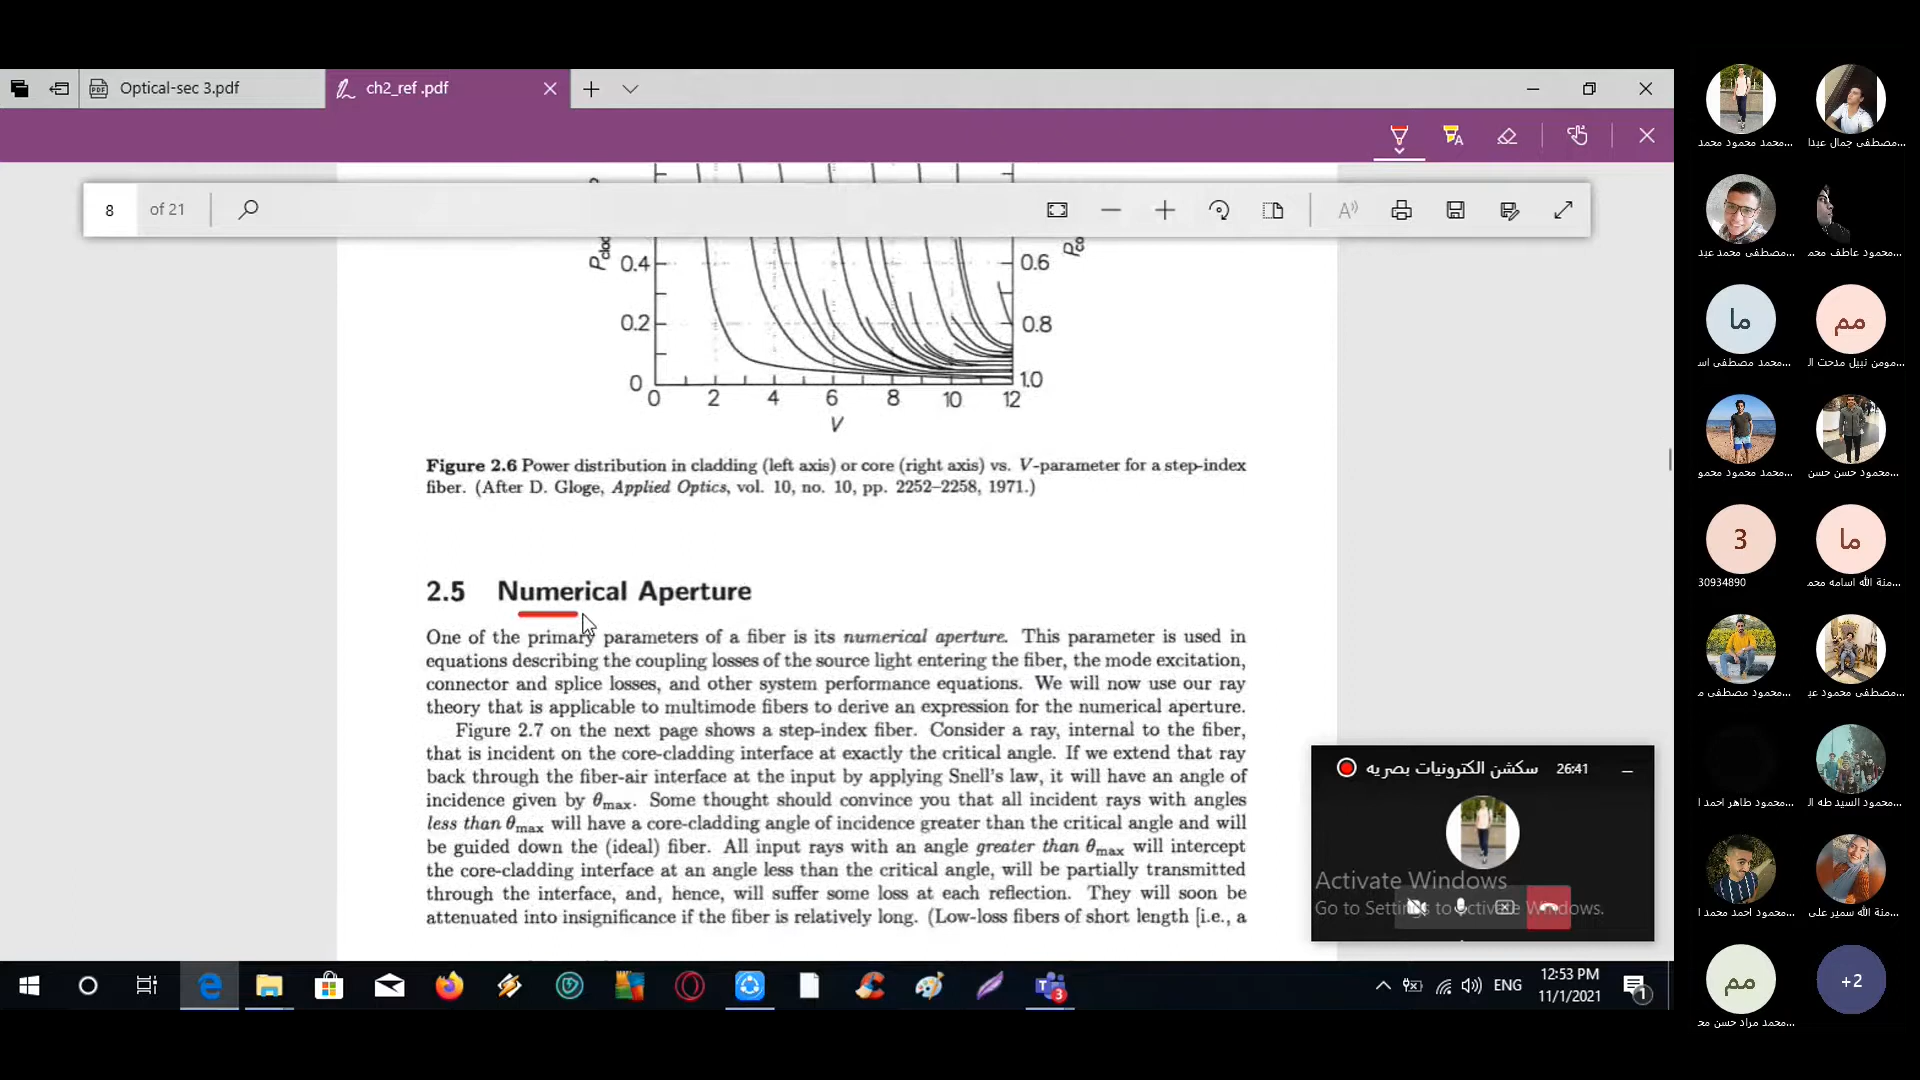 Optical-sec 3.pdf
ch2_ref .pdf
8 of 21
0.4
0.6
0.2
0.8
0
1.0
0 2 4 6 8 10 12
V
Figure 2.6 Power distribution in cladding (left axis) or core (right axis) vs. V-parameter for a step-index
fiber. (After D. Gloge, Applied Optics, vol. 10, no. 10, pp. 2252–2258, 1971.)
2.5 Numerical Aperture
One of the primary parameters of a fiber is its numerical aperture. This parameter is used in
equations describing the coupling losses of the source light entering the fiber, the mode excitation,
connector and splice losses, and other system performance equations. We will now use our ray
theory that is applicable to multimode fibers to derive an expression for the numerical aperture.
Figure 2.7 on the next page shows a step-index fiber. Consider a ray, internal to the fiber,
that is incident on the core-cladding interface at exactly the critical angle. If we extend that ray
back through the fiber-air interface at the input by applying Snell's law, it will have an angle of
incidence given by θmax. Some thought should convince you that all incident rays with angles
less than θmax will have a core-cladding angle of incidence greater than the critical angle and will
be guided down the (ideal) fiber. All input rays with an angle greater than θmax will intercept
the core-cladding interface at an angle less than the critical angle, will be partially transmitted
through the interface, and, hence, will suffer some loss at each reflection. They will soon be
attenuated into insignificance if the fiber is relatively long. (Low-loss fibers of short length [i.e., a
سكشن الكترونيات بصريه 26:41
Activate Windows
Go to Settings to activate Windows.
ENG
12:53 PM
11/1/2021
1
3
محمد محمود محمد...
مصطفى جمال عبدا...
مصطفى محمد عبد...
محمود عاطف محم...
ما
مم
محمد مصطفى اس...
مومن نبيل مدحت ال...
محمد محمود محمو...
محمود حسن حسن...
3
ما
30934890
منة الله اسامه محم...
محمود مصطفى م...
مصطفى محمود عب...
محمود طاهر احمد ا...
محمود السيد طه ال...
محمود احمد محمد ا...
منة الله سمير على...
مم
+2
محمد مراد حسن مح...